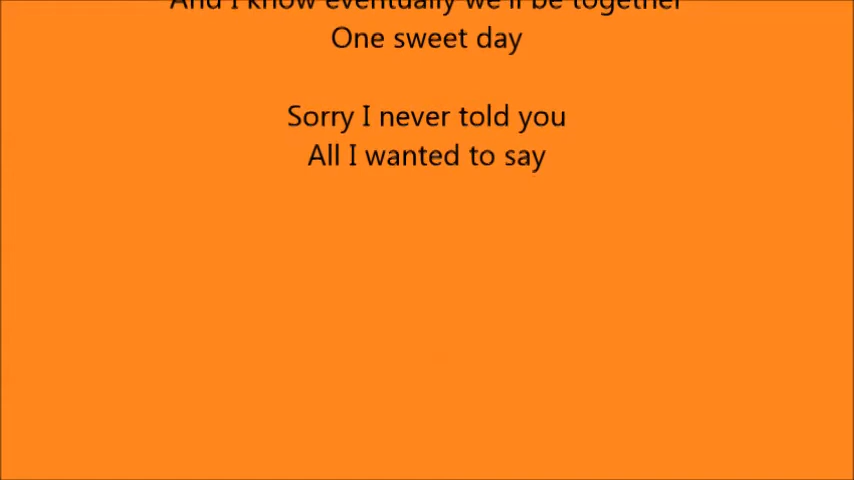 And I know eventually we'll be together
One sweet day
Sorry I never told you
All I wanted to say